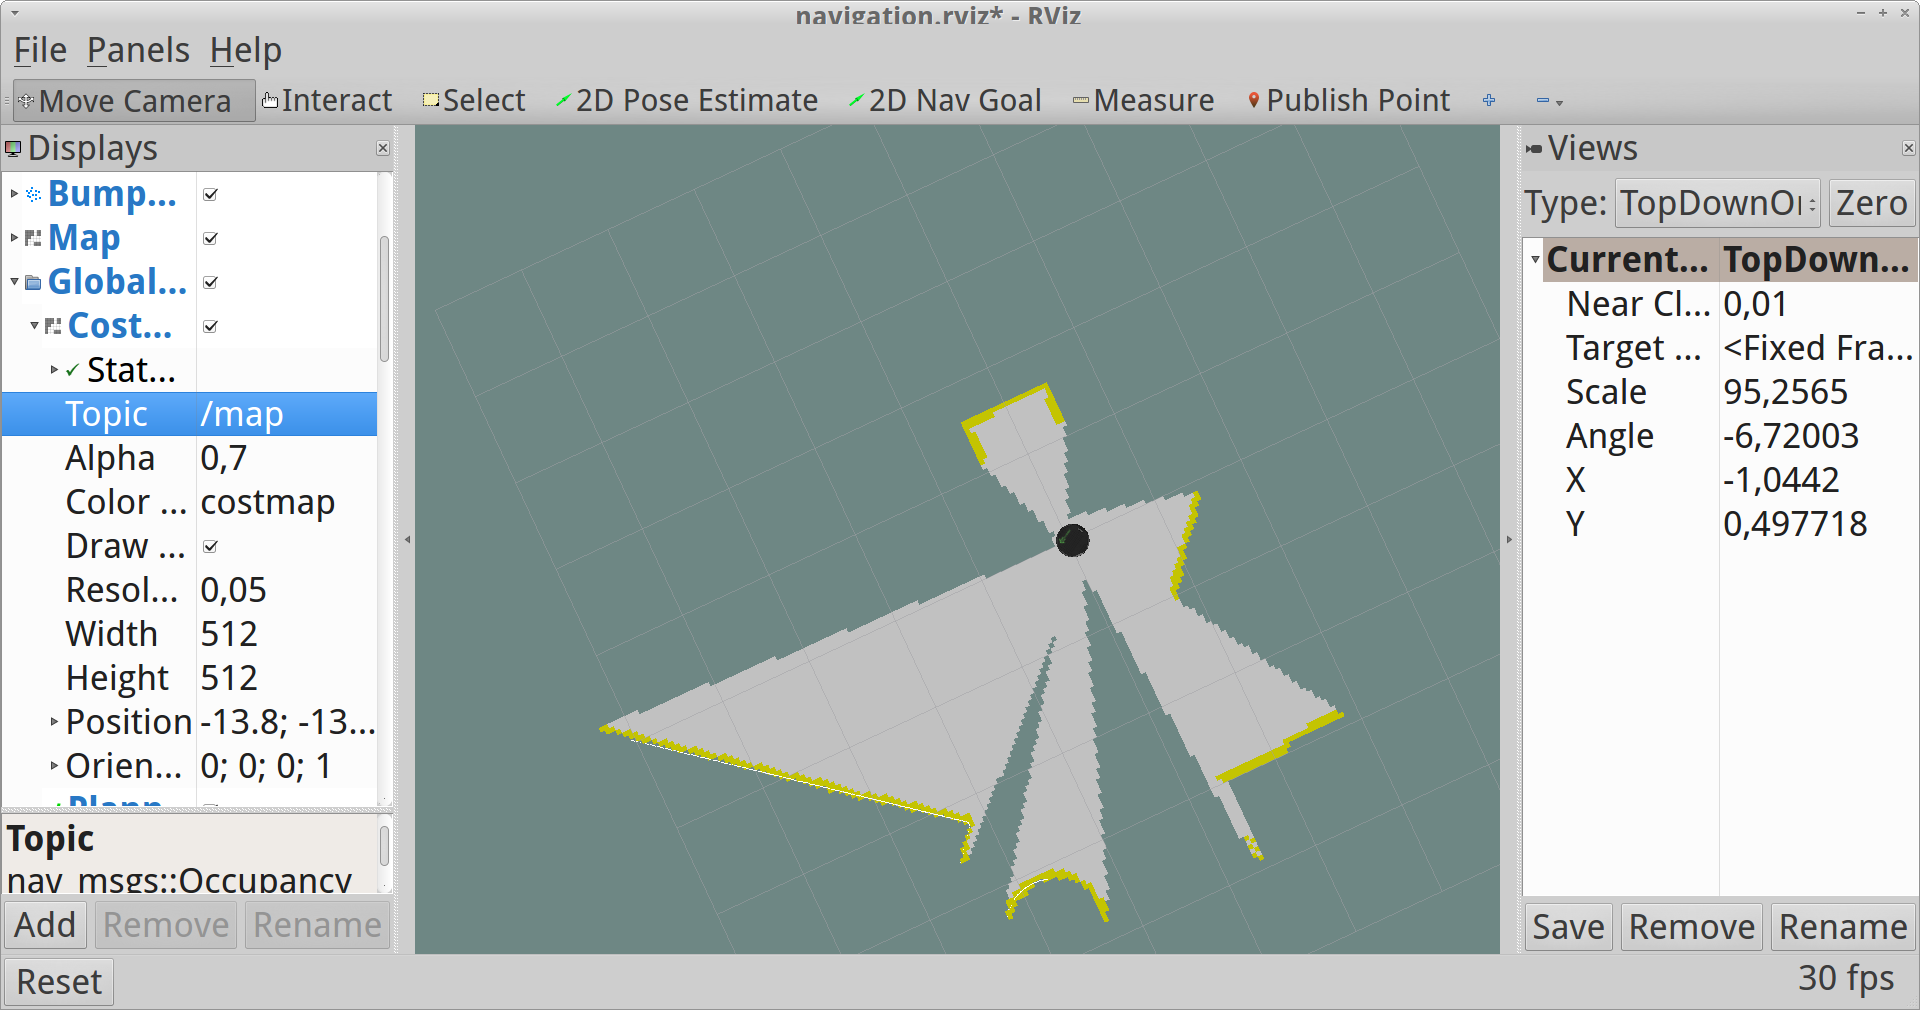 navigation.rviz* - RViz
File Panels Help
Move Camera Interact Select 2D Pose Estimate 2D Nav Goal Measure Publish Point
Displays
Bump...
Map
Global...
Cost...
Stat...
Topic /map
Alpha 0,7
Color ... costmap
Draw ...
Resol... 0,05
Width 512
Height 512
Position -13.8; -13...
Orien... 0; 0; 0; 1
Plann
Topic
nav_msgs::Occupancy
Add Remove Rename
Reset
Views
Type: TopDownOr Zero
Current... TopDown...
Near Cl... 0,01
Target ... <Fixed Fra...
Scale 95,2565
Angle -6,72003
X -1,0442
Y 0,497718
Save Remove Rename
30 fps